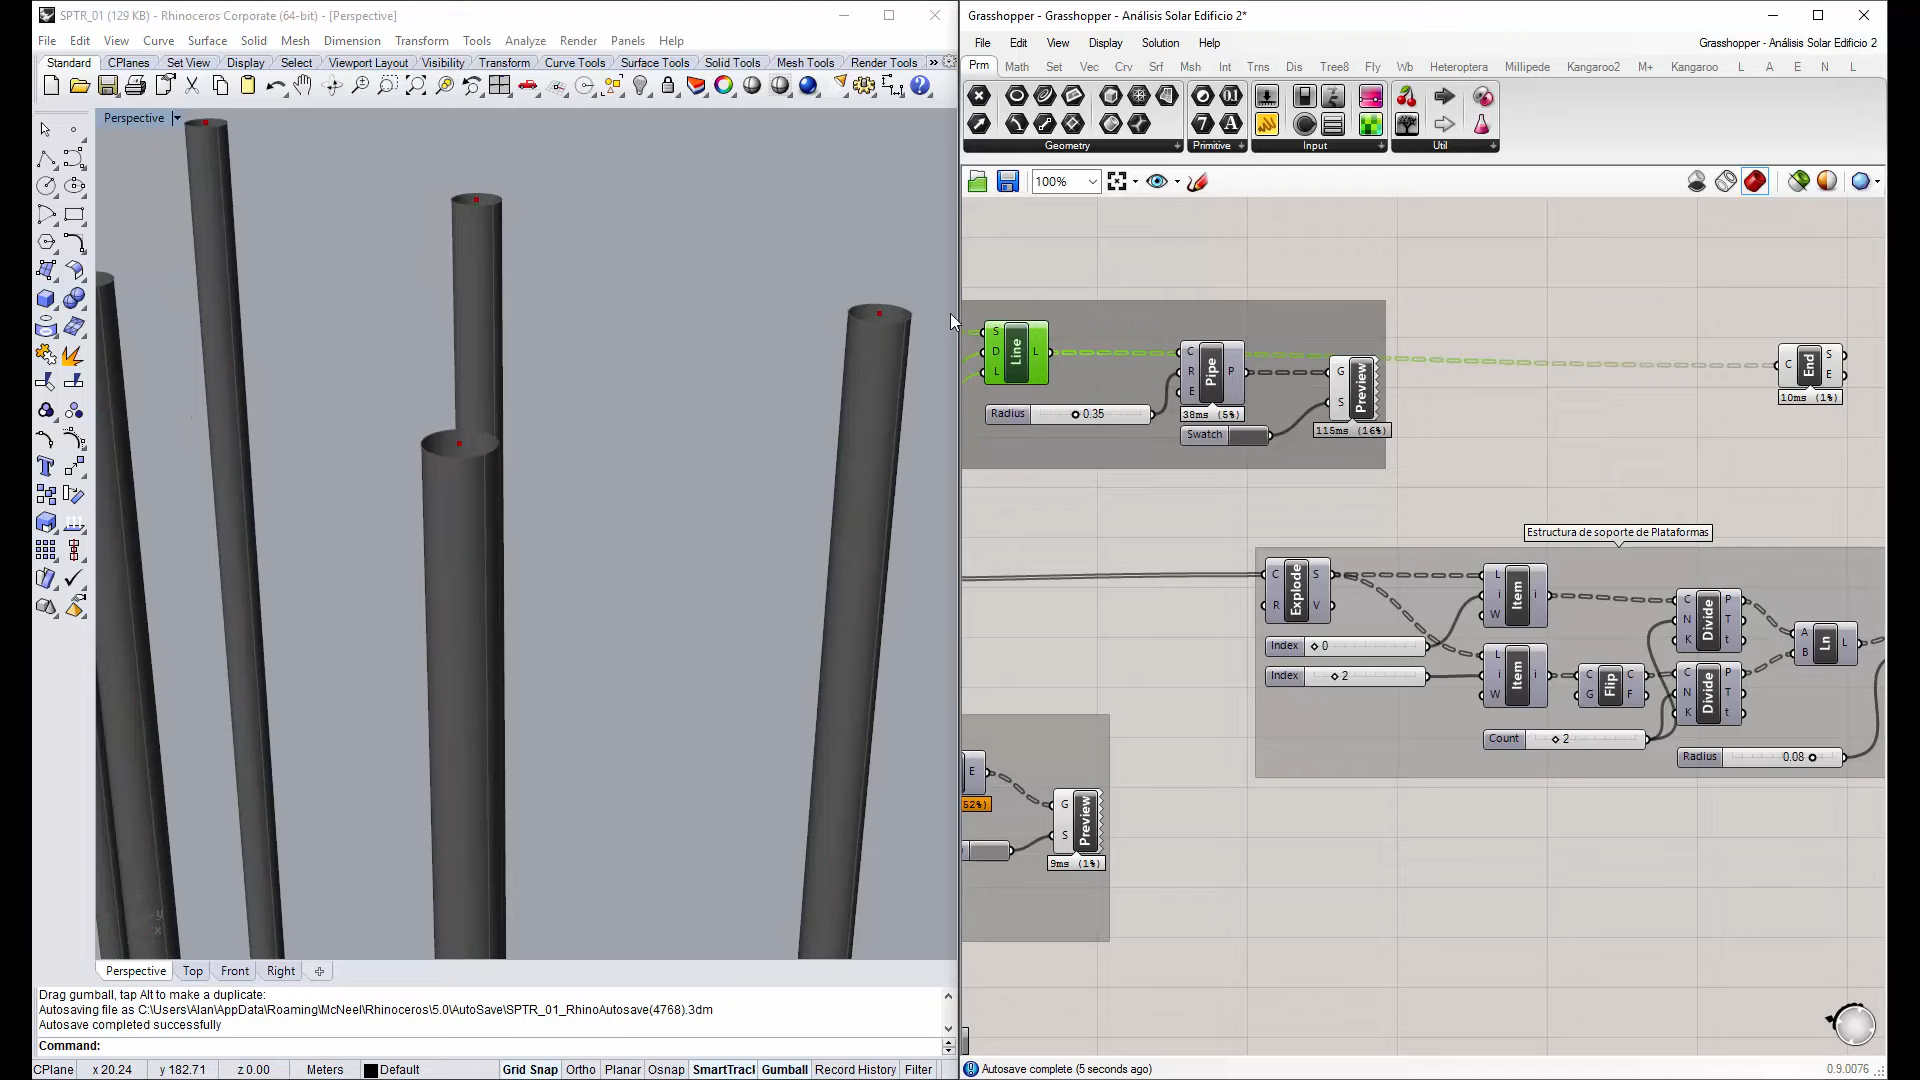 SPTR_01 (129 KB) - Rhinoceros Corporate (64-bit) - [Perspective]
File Edit View Curve Surface Solid Mesh Dimension Transform Tools Analyze Render Panels Help
Standard CPlanes Set View Display Select Viewport Layout Visibility Transform Curve Tools Surface Tools Solid Tools Mesh Tools Render Tools »
Perspective
Perspective Top Front Right
Drag gumball, tap Alt to make a duplicate:
Autosaving file as C:\Users\Alan\AppData\Roaming\McNeel\Rhinoceros\5.0\AutoSave\SPTR_01_RhinoAutosave(4768).3dm
Autosave completed successfully
Command:
CPlane x 20.24 y 182.71 z 0.00 Meters Default Grid Snap Ortho Planar Osnap SmartTrack Gumball Record History Filter
Grasshopper - Grasshopper - Análisis Solar Edificio 2*
File Edit View Display Solution Help
Grasshopper - Análisis Solar Edificio 2
Prm Math Set Vec Crv Srf Msh Int Trns Dis Tree8 Fly Wb Heteroptera Millipede Kangaroo2 M+ Kangaroo L A E N L
Geometry Primitive Input Util
100%
S D L Line L
Radius 0.35
C R E Pipe P
38ms (5%)
Swatch
G S Preview
115ms (16%)
C End S E
10ms (1%)
Estructura de soporte de Plataformas
C R Explode S V
Index 0
Index 2
L i W Item i
L i W Item i
C G Flip C F
C N K Divide P T t
C N K Divide P T t
A B Ln L
Count 2
Radius 0.08
E
52%)
G S Preview
9ms (1%)
Autosave complete (5 seconds ago)
0.9.0076